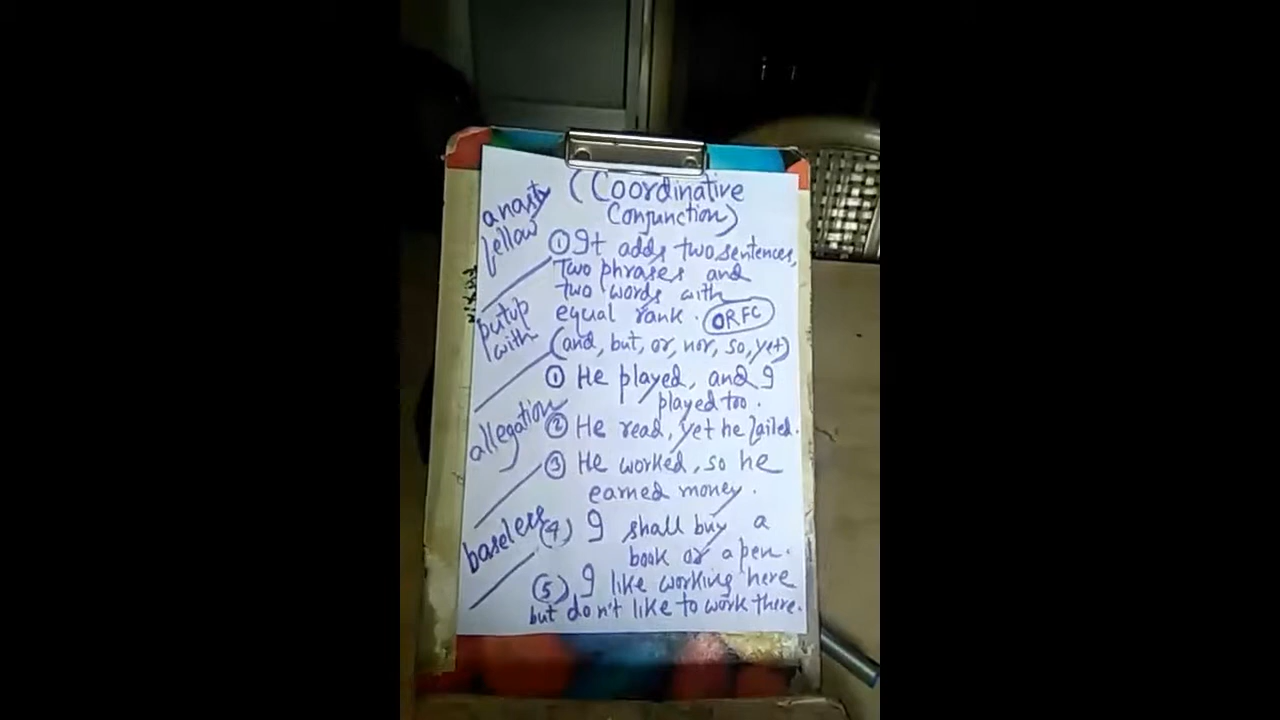 (Coordinative
Conjunction)
a nasty
fellow
① It adds two sentences,
two phrases and
two words with
equal rank. ORFC
(and, but, or, nor, so, yet)
put up
with
① He played, and I
played too.
allegation
② He read, yet he failed.
③ He worked, so he
earned money.
baseless
(4) I shall buy a
book or a pen.
(5) I like working here
but don't like to work there.